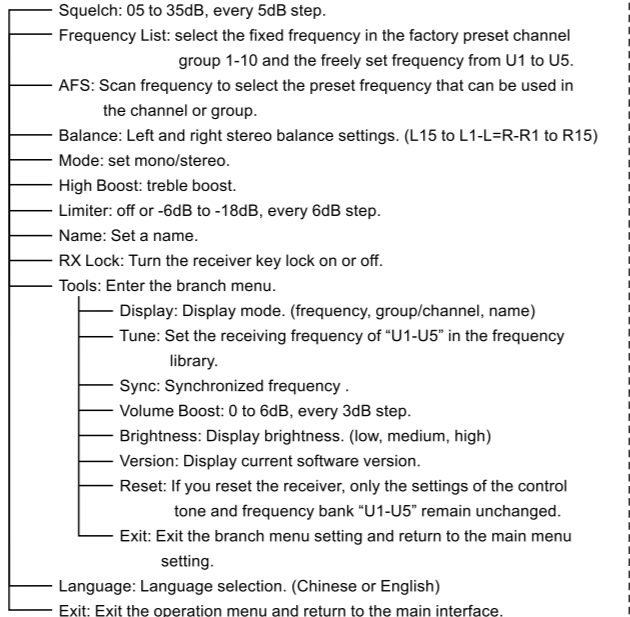 Squelch: 05 to 35dB, every 5dB step.
Frequency List: select the fixed frequency in the factory preset channel
group 1-10 and the freely set frequency from U1 to U5.
AFS: Scan frequency to select the preset frequency that can be used in
the channel or group.
Balance: Left and right stereo balance settings. (L15 to L1-L=R-R1 to R15)
Mode: set mono/stereo.
High Boost: treble boost.
Limiter: off or -6dB to -18dB, every 6dB step.
Name: Set a name.
RX Lock: Turn the receiver key lock on or off.
Tools: Enter the branch menu.
Display: Display mode. (frequency, group/channel, name)
Tune: Set the receiving frequency of “U1-U5” in the frequency
library.
Sync: Synchronized frequency .
Volume Boost: 0 to 6dB, every 3dB step.
Brightness: Display brightness. (low, medium, high)
Version: Display current software version.
Reset: If you reset the receiver, only the settings of the control
tone and frequency bank “U1-U5” remain unchanged.
Exit: Exit the branch menu setting and return to the main menu
setting.
Language: Language selection. (Chinese or English)
Exit: Exit the operation menu and return to the main interface.